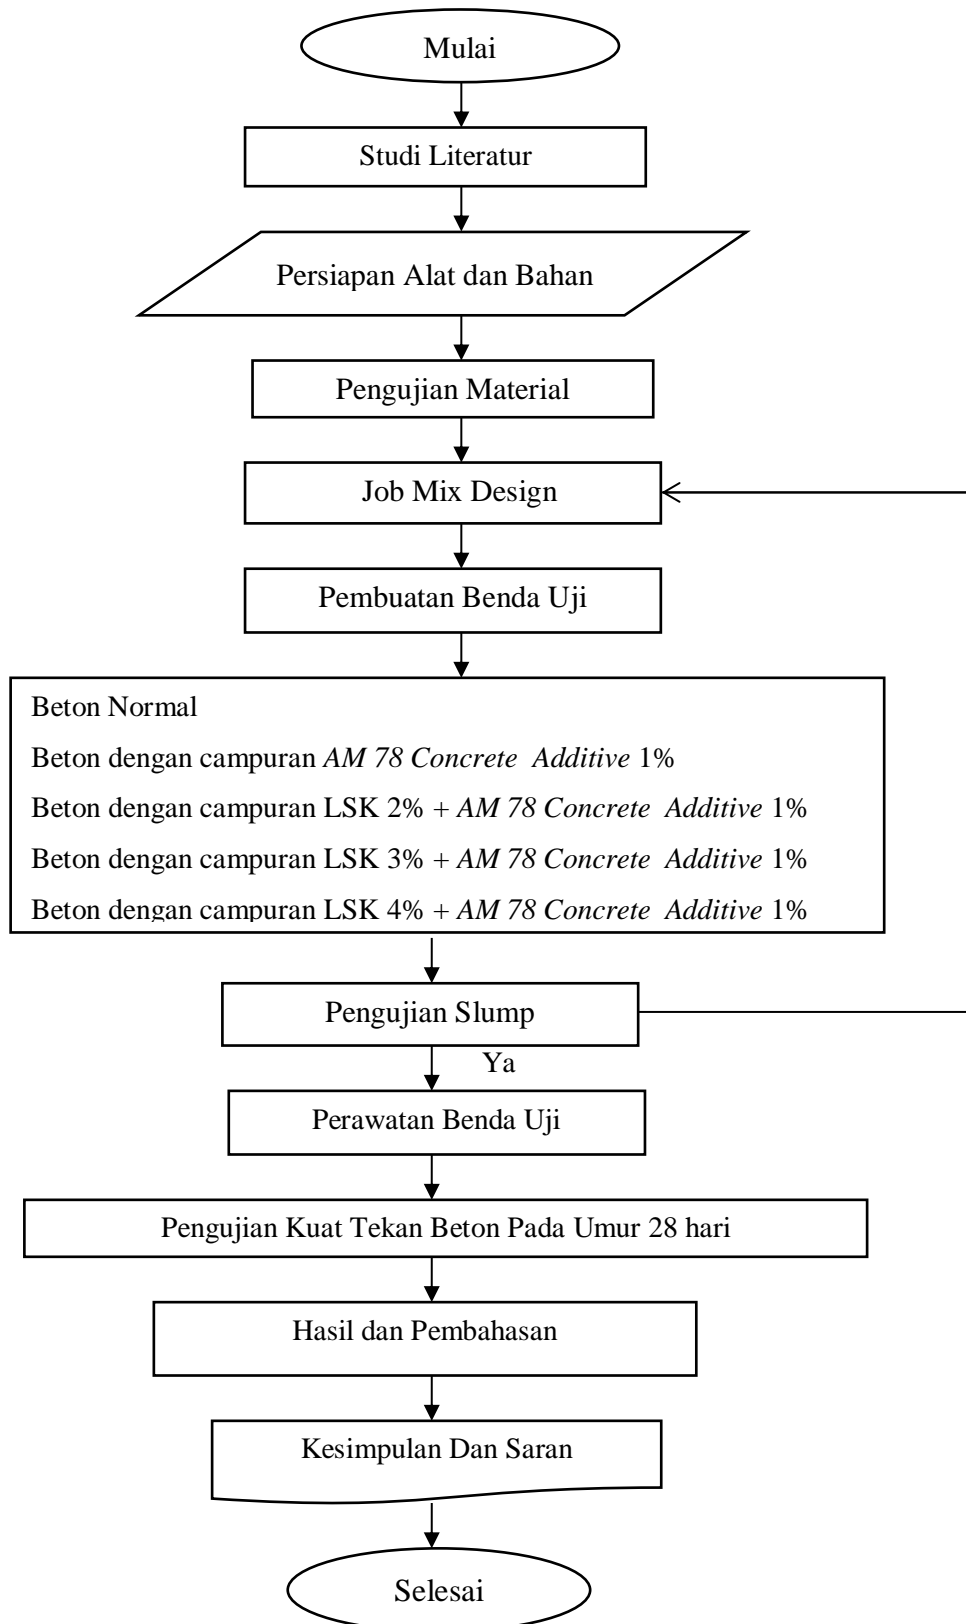 Mulai
Studi Literatur
Persiapan Alat dan Bahan
Pengujian Material
Job Mix Design
Pembuatan Benda Uji
Beton Normal
Beton dengan campuran AM 78 Concrete Additive 1%
Beton dengan campuran LSK 2% + AM 78 Concrete Additive 1%
Beton dengan campuran LSK 3% + AM 78 Concrete Additive 1%
Beton dengan campuran LSK 4% + AM 78 Concrete Additive 1%
Pengujian Slump
Ya
Perawatan Benda Uji
Pengujian Kuat Tekan Beton Pada Umur 28 hari
Hasil dan Pembahasan
Kesimpulan Dan Saran
Selesai